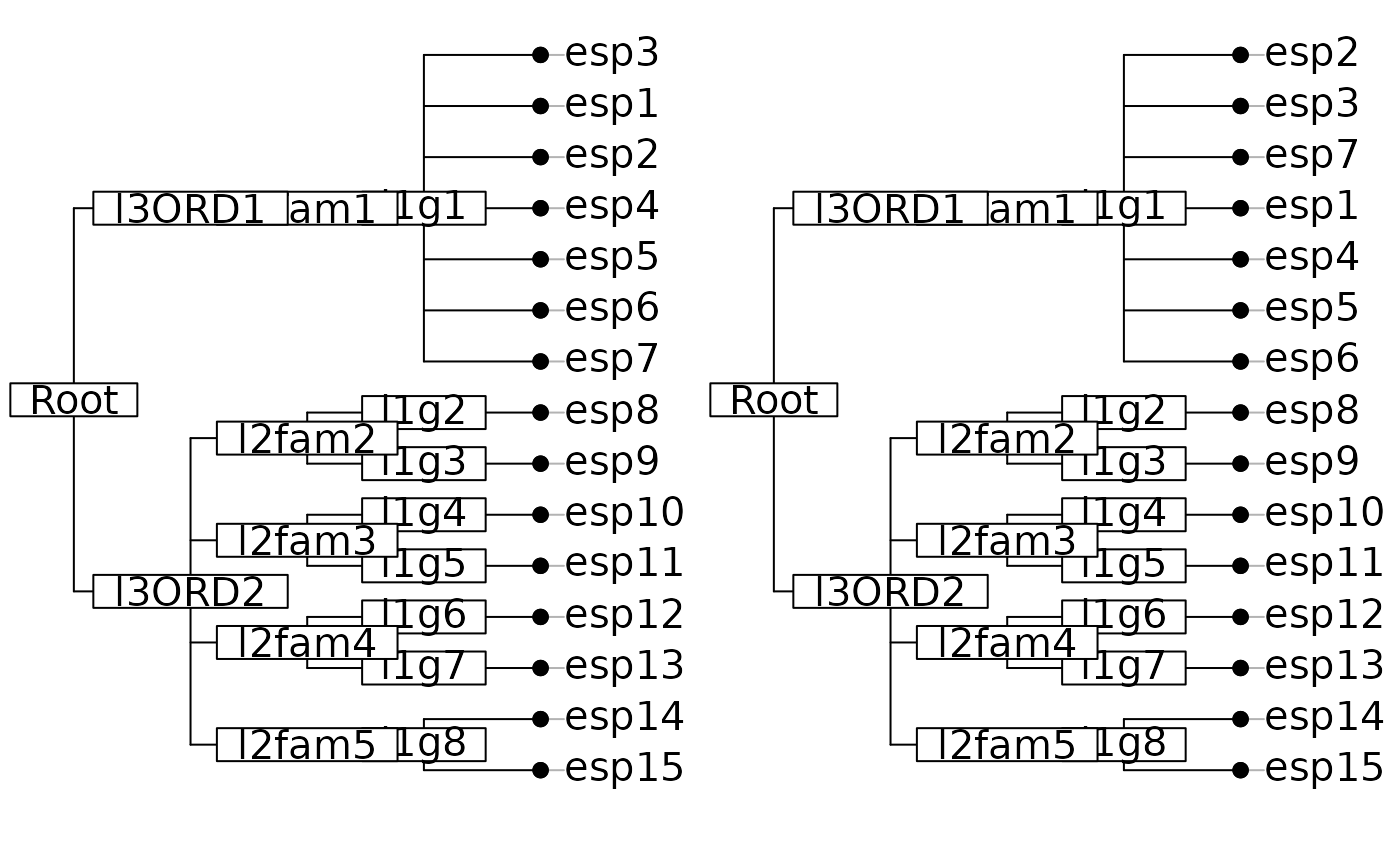 esp3
esp1
esp2
l3ORD1 am1 l1g1 esp4
esp5
esp6
esp7
Root
l1g2 esp8
l2fam2
l1g3 esp9
l1g4 esp10
l2fam3
l1g5 esp11
l3ORD2
l1g6 esp12
l2fam4
l1g7 esp13
esp14
l2fam5 1g8
esp15
esp2
esp3
esp7
l3ORD1 am1 l1g1 esp1
esp4
esp5
esp6
Root
l1g2 esp8
l2fam2
l1g3 esp9
l1g4 esp10
l2fam3
l1g5 esp11
l3ORD2
l1g6 esp12
l2fam4
l1g7 esp13
esp14
l2fam5 1g8
esp15